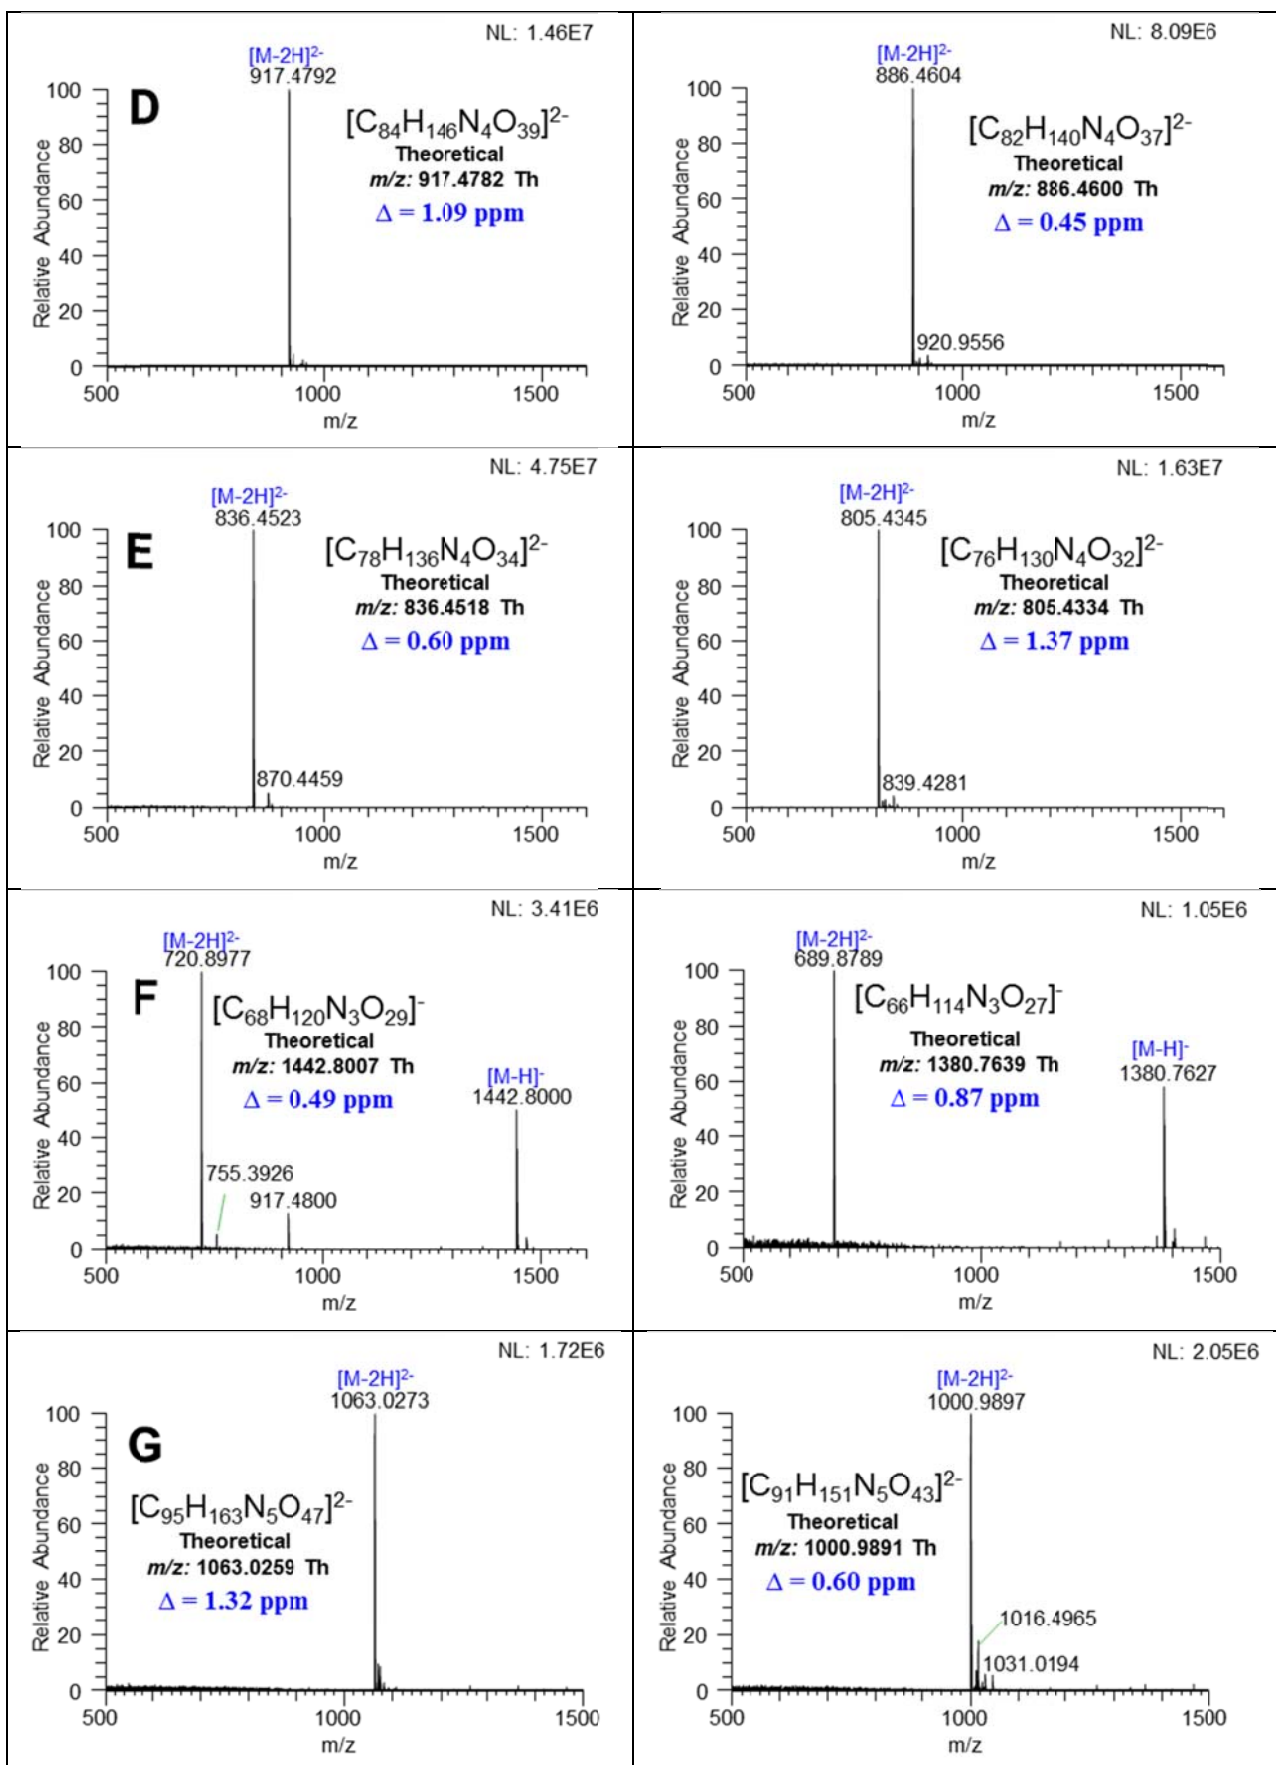 NL: 1.46E7
[M-2H]²⁻
917.4792
D
[C₈₄H₁₄₆N₄O₃₉]²⁻
Theoretical
m/z: 917.4782 Th
Δ = 1.09 ppm
Relative Abundance
100
80
60
40
20
0
500 1000 1500
m/z
NL: 8.09E6
[M-2H]²⁻
886.4604
[C₈₂H₁₄₀N₄O₃₇]²⁻
Theoretical
m/z: 886.4600 Th
Δ = 0.45 ppm
920.9556
Relative Abundance
100
80
60
40
20
0
500 1000 1500
m/z
NL: 4.75E7
[M-2H]²⁻
836.4523
E
[C₇₈H₁₃₆N₄O₃₄]²⁻
Theoretical
m/z: 836.4518 Th
Δ = 0.60 ppm
870.4459
Relative Abundance
100
80
60
40
20
0
500 1000 1500
m/z
NL: 1.63E7
[M-2H]²⁻
805.4345
[C₇₆H₁₃₀N₄O₃₂]²⁻
Theoretical
m/z: 805.4334 Th
Δ = 1.37 ppm
839.4281
Relative Abundance
100
80
60
40
20
0
500 1000 1500
m/z
NL: 3.41E6
[M-2H]²⁻
720.8977
F
[C₆₈H₁₂₀N₃O₂₉]⁻
Theoretical
m/z: 1442.8007 Th
Δ = 0.49 ppm
[M-H]⁻
1442.8000
755.3926
917.4800
Relative Abundance
100
80
60
40
20
0
500 1000 1500
m/z
NL: 1.05E6
[M-2H]²⁻
689.8789
[C₆₆H₁₁₄N₃O₂₇]⁻
Theoretical
m/z: 1380.7639 Th
Δ = 0.87 ppm
[M-H]⁻
1380.7627
Relative Abundance
100
80
60
40
20
0
500 1000 1500
m/z
NL: 1.72E6
[M-2H]²⁻
1063.0273
G
[C₉₅H₁₆₃N₅O₄₇]²⁻
Theoretical
m/z: 1063.0259 Th
Δ = 1.32 ppm
Relative Abundance
100
80
60
40
20
0
500 1000 1500
m/z
NL: 2.05E6
[M-2H]²⁻
1000.9897
[C₉₁H₁₅₁N₅O₄₃]²⁻
Theoretical
m/z: 1000.9891 Th
Δ = 0.60 ppm
1016.4965
1031.0194
Relative Abundance
100
80
60
40
20
0
500 1000 1500
m/z